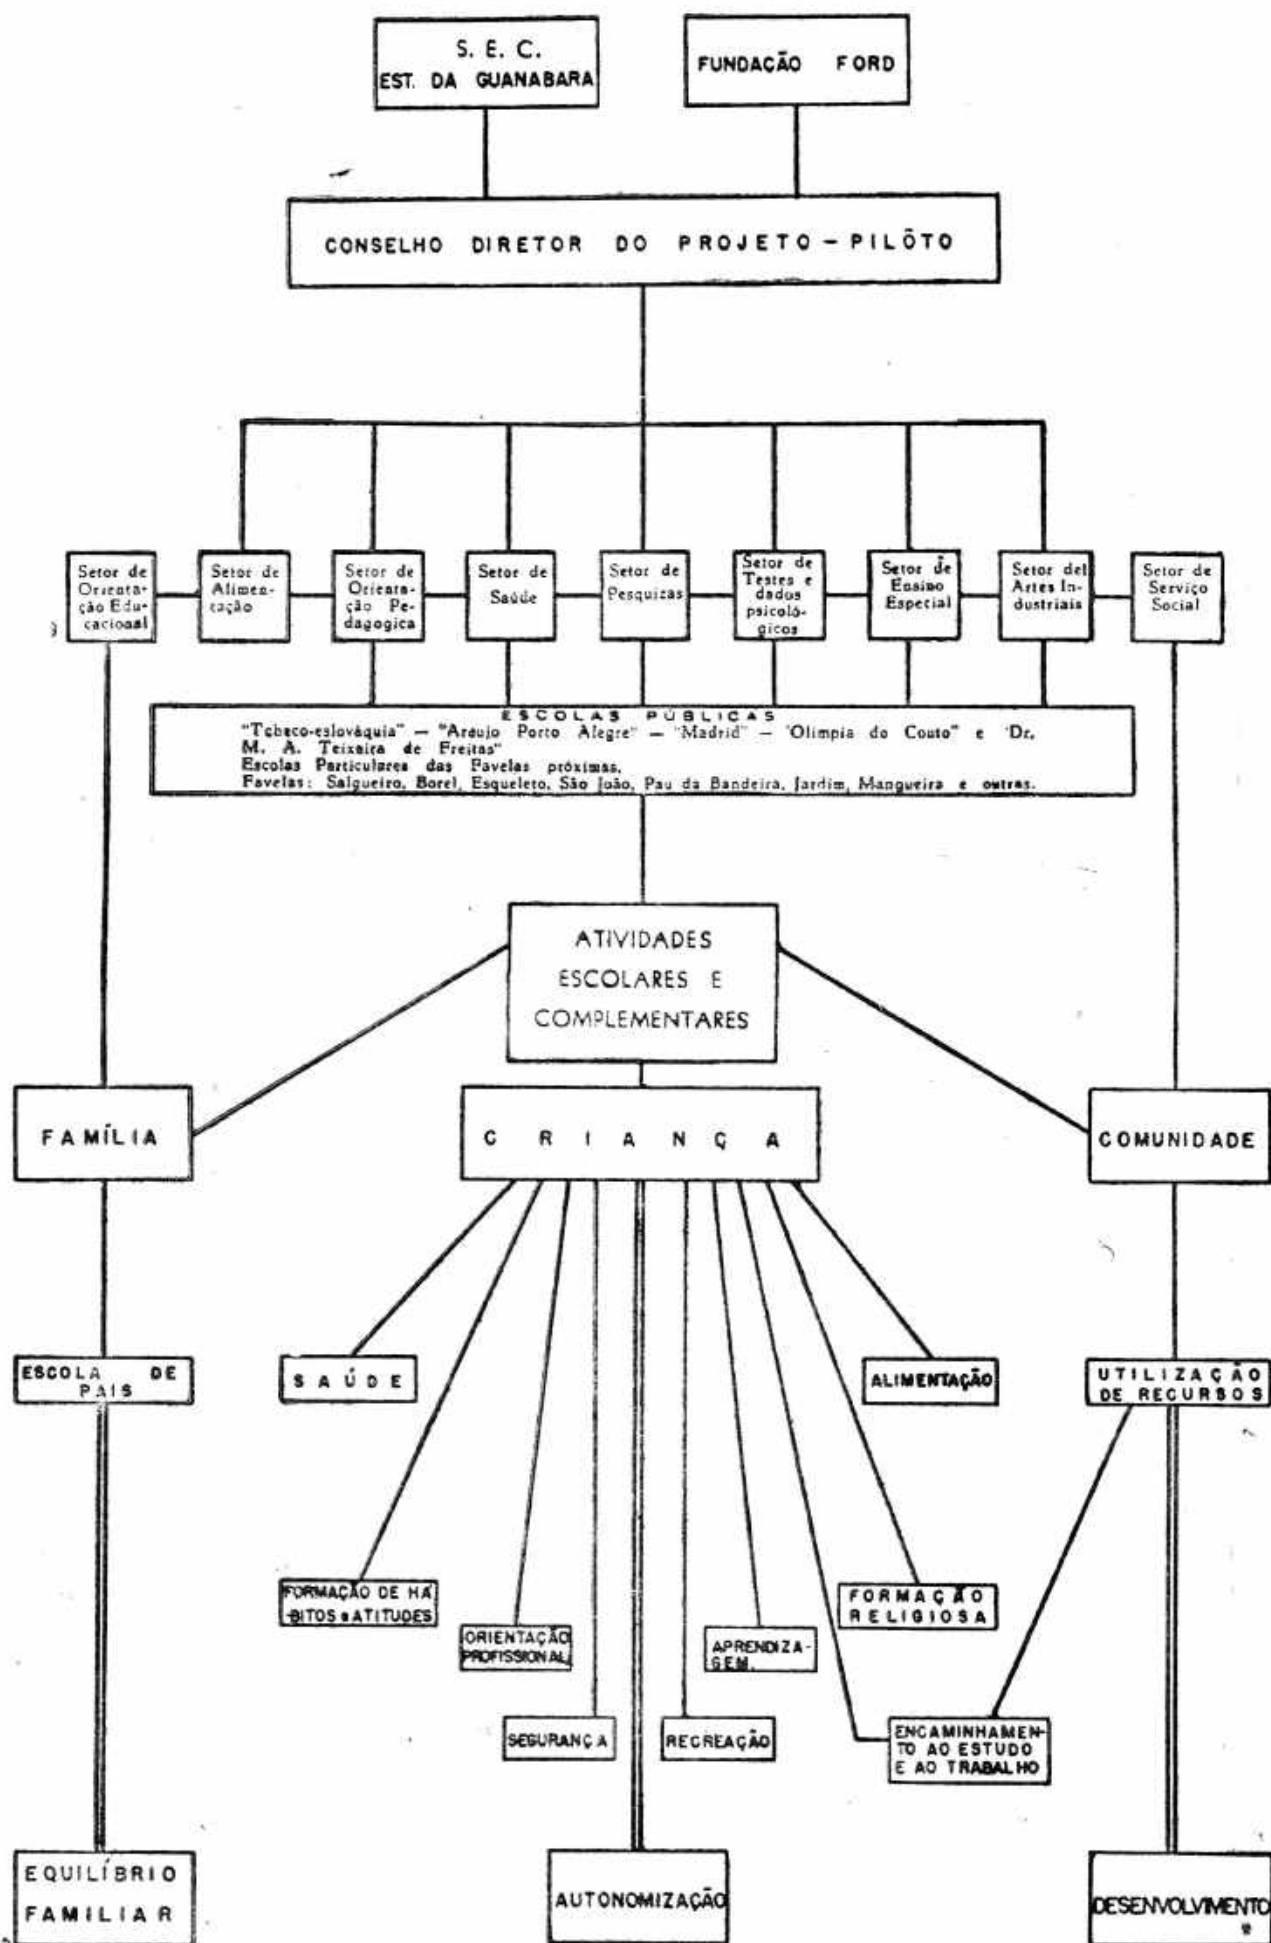 S. E. C.
EST. DA GUANABARA
FUNDAÇÃO FORD
CONSELHO DIRETOR DO PROJETO - PILÔTO
Setor de
Orienta-
ção Edu-
cacional
Setor de
Alimen-
tação
Setor de
Orienta-
ção Pe-
dagogica
Setor de
Saúde
Setor de
Pesquizas
Setor de
Testes e
dados
psicoló-
gicos
Setor de
Ensino
Especial
Setor de
Artes In-
dustriais
Setor de
Serviço
Social
ESCOLAS PÚBLICAS
"Tcheco-eslováquia" — "Araujo Porto Alegre" — "Madrid" — "Olimpia do Couto" e "Dr.
M. A. Teixeira de Freitas"
Escolas Particulares das Favelas próximas.
Favelas: Salgueiro, Borel, Esqueleto, São João, Pau da Bandeira, Jardim, Mangueira e outras.
ATIVIDADES
ESCOLARES E
COMPLEMENTARES
FAMÍLIA
CRIANÇA
COMUNIDADE
ESCOLA DE
PAIS
SAÚDE
ALIMENTAÇÃO
UTILIZAÇÃO
DE RECURSOS
FORMAÇÃO DE HÁ
-BITOS e ATITUDES
ORIENTAÇÃO
PROFISSIONAL
SEGURANÇA
RECREAÇÃO
APRENDIZA-
GEM.
FORMAÇÃO
RELIGIOSA
ENCAMINHAMEN-
TO AO ESTUDO
E AO TRABALHO
EQUILÍBRIO
FAMILIAR
AUTONOMIZAÇÃO
DESENVOLVIMENTO